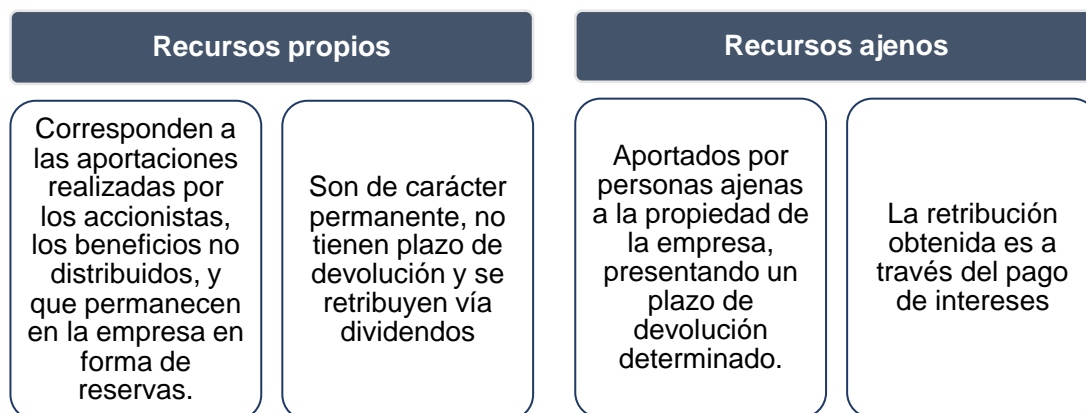 Recursos propios
Corresponden a
las aportaciones
realizadas por
los accionistas,
los beneficios no
distribuidos, y
que permanecen
en la empresa en
forma de
reservas.
Son de carácter
permanente, no
tienen plazo de
devolución y se
retribuyen vía
dividendos
Recursos ajenos
Aportados por
personas ajenas
a la propiedad de
la empresa,
presentando un
plazo de
devolución
determinado.
La retribución
obtenida es a
través del pago
de intereses